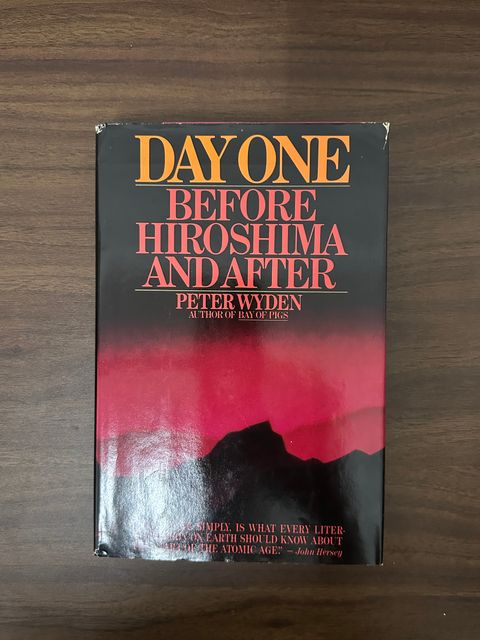 DAY ONE
BEFORE
HIROSHIMA
AND AFTER
PETER WYDEN
AUTHOR OF BAY OF PIGS
SIMPLY, IS WHAT EVERY LITER-
ON EARTH SHOULD KNOW ABOUT
OF THE ATOMIC AGE." — John Hersey